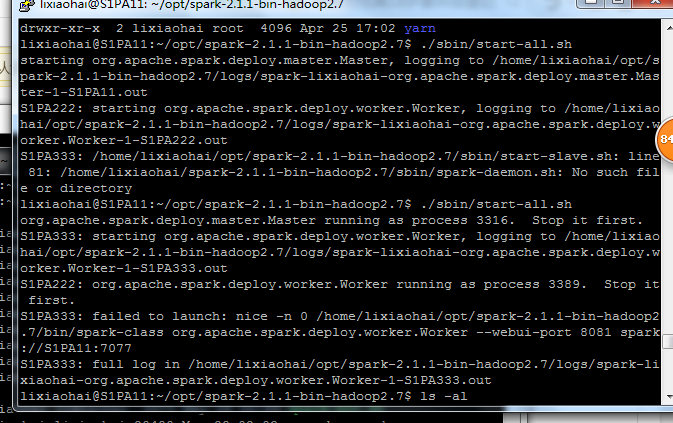 lixiaohai@S1PA11: ~/opt/spark-2.1.1-bin-hadoop2.7
drwxr-xr-x  2 lixiaohai root  4096 Apr 25 17:02 yarn
lixiaohai@S1PA11:~/opt/spark-2.1.1-bin-hadoop2.7$ ./sbin/start-all.sh
starting org.apache.spark.deploy.master.Master, logging to /home/lixiaohai/opt/s
park-2.1.1-bin-hadoop2.7/logs/spark-lixiaohai-org.apache.spark.deploy.master.Mas
ter-1-S1PA11.out
S1PA222: starting org.apache.spark.deploy.worker.Worker, logging to /home/lixiao
hai/opt/spark-2.1.1-bin-hadoop2.7/logs/spark-lixiaohai-org.apache.spark.deploy.w
orker.Worker-1-S1PA222.out
S1PA333: /home/lixiaohai/opt/spark-2.1.1-bin-hadoop2.7/sbin/start-slave.sh: line
 81: /home/lixiaohai/opt/spark-2.1.1-bin-hadoop2.7/sbin/spark-daemon.sh: No such fil
e or directory
lixiaohai@S1PA11:~/opt/spark-2.1.1-bin-hadoop2.7$ ./sbin/start-all.sh
org.apache.spark.deploy.master.Master running as process 3316.  Stop it first.
S1PA333: starting org.apache.spark.deploy.worker.Worker, logging to /home/lixiao
hai/opt/spark-2.1.1-bin-hadoop2.7/logs/spark-lixiaohai-org.apache.spark.deploy.w
orker.Worker-1-S1PA333.out
S1PA222: org.apache.spark.deploy.worker.Worker running as process 3389.  Stop it
 first.
S1PA333: failed to launch: nice -n 0 /home/lixiaohai/opt/spark-2.1.1-bin-hadoop2
.7/bin/spark-class org.apache.spark.deploy.worker.Worker --webui-port 8081 spark
://S1PA11:7077
S1PA333: full log in /home/lixiaohai/opt/spark-2.1.1-bin-hadoop2.7/logs/spark-li
xiaohai-org.apache.spark.deploy.worker.Worker-1-S1PA333.out
lixiaohai@S1PA11:~/opt/spark-2.1.1-bin-hadoop2.7$ ls -al
84